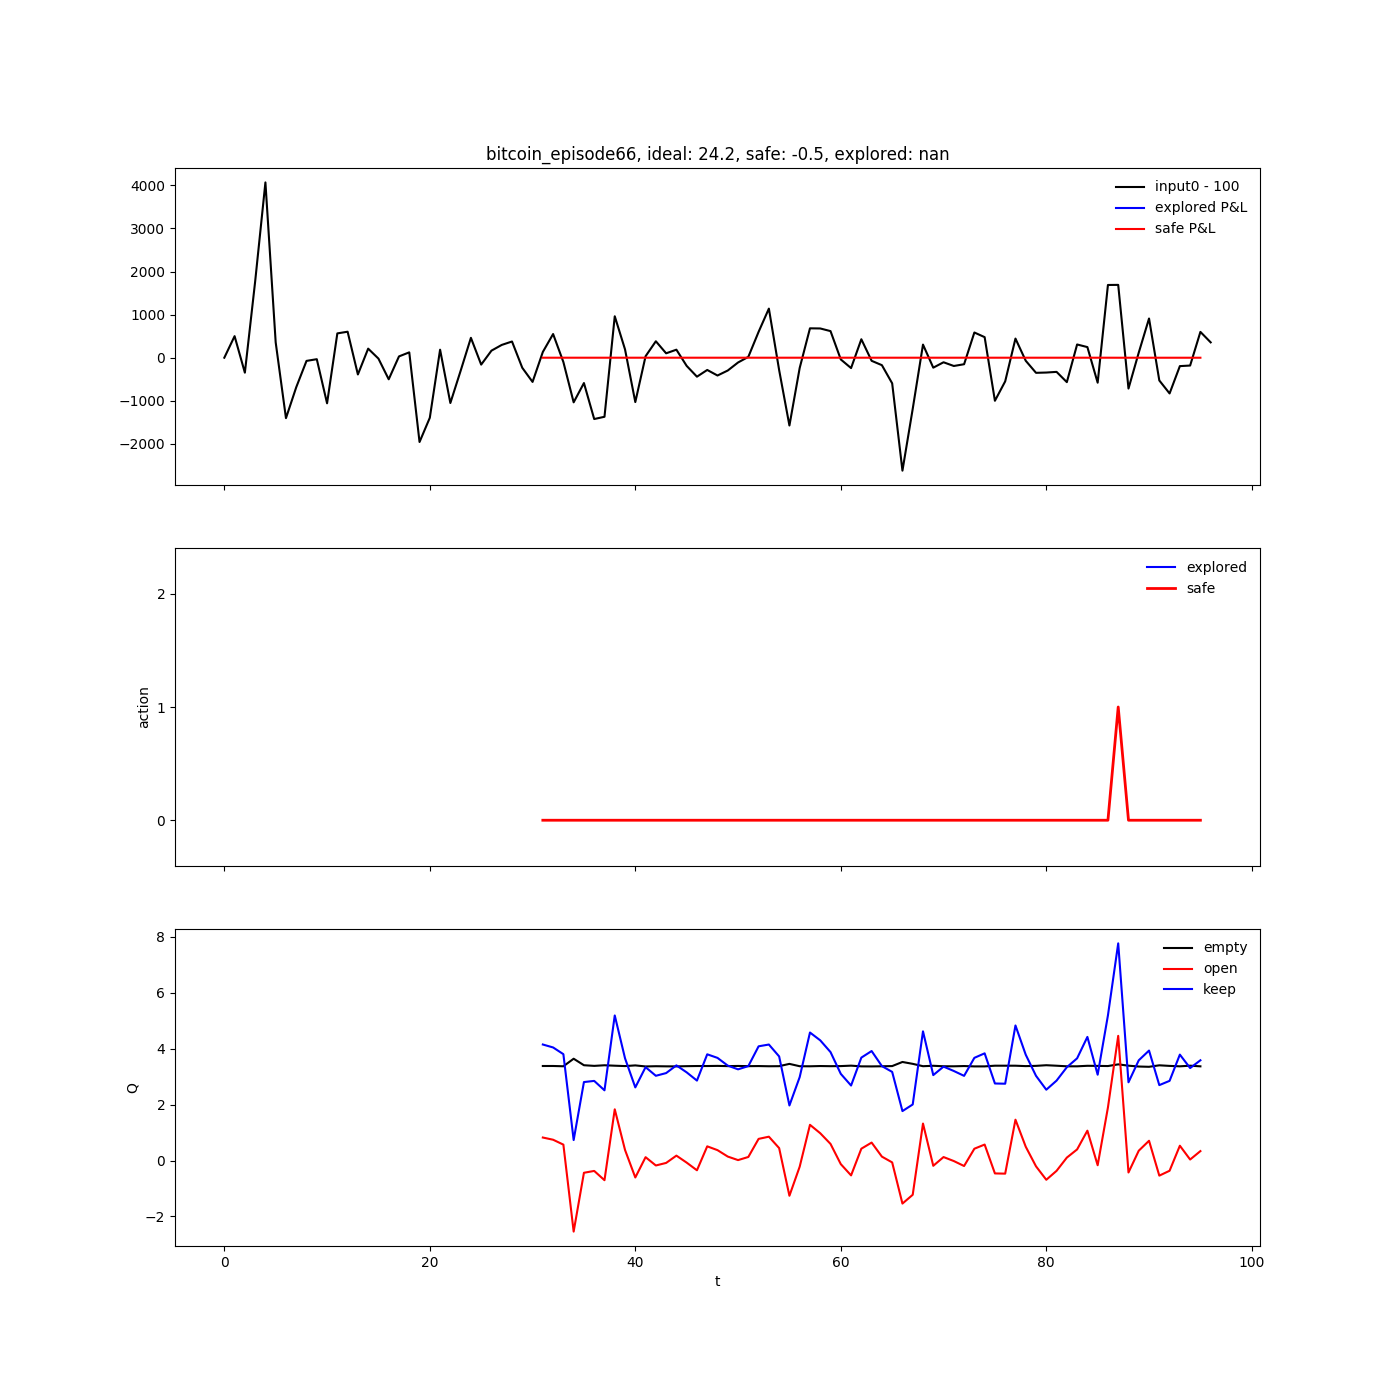 bitcoin_episode66, ideal: 24.2, safe: -0.5, explored: nan
4000
3000
2000
1000
0
−1000
−2000
input0 - 100
explored P&L
safe P&L
action
2
1
0
explored
safe
Q
8
6
4
2
0
−2
empty
open
keep
0 20 40 60 80 100
t